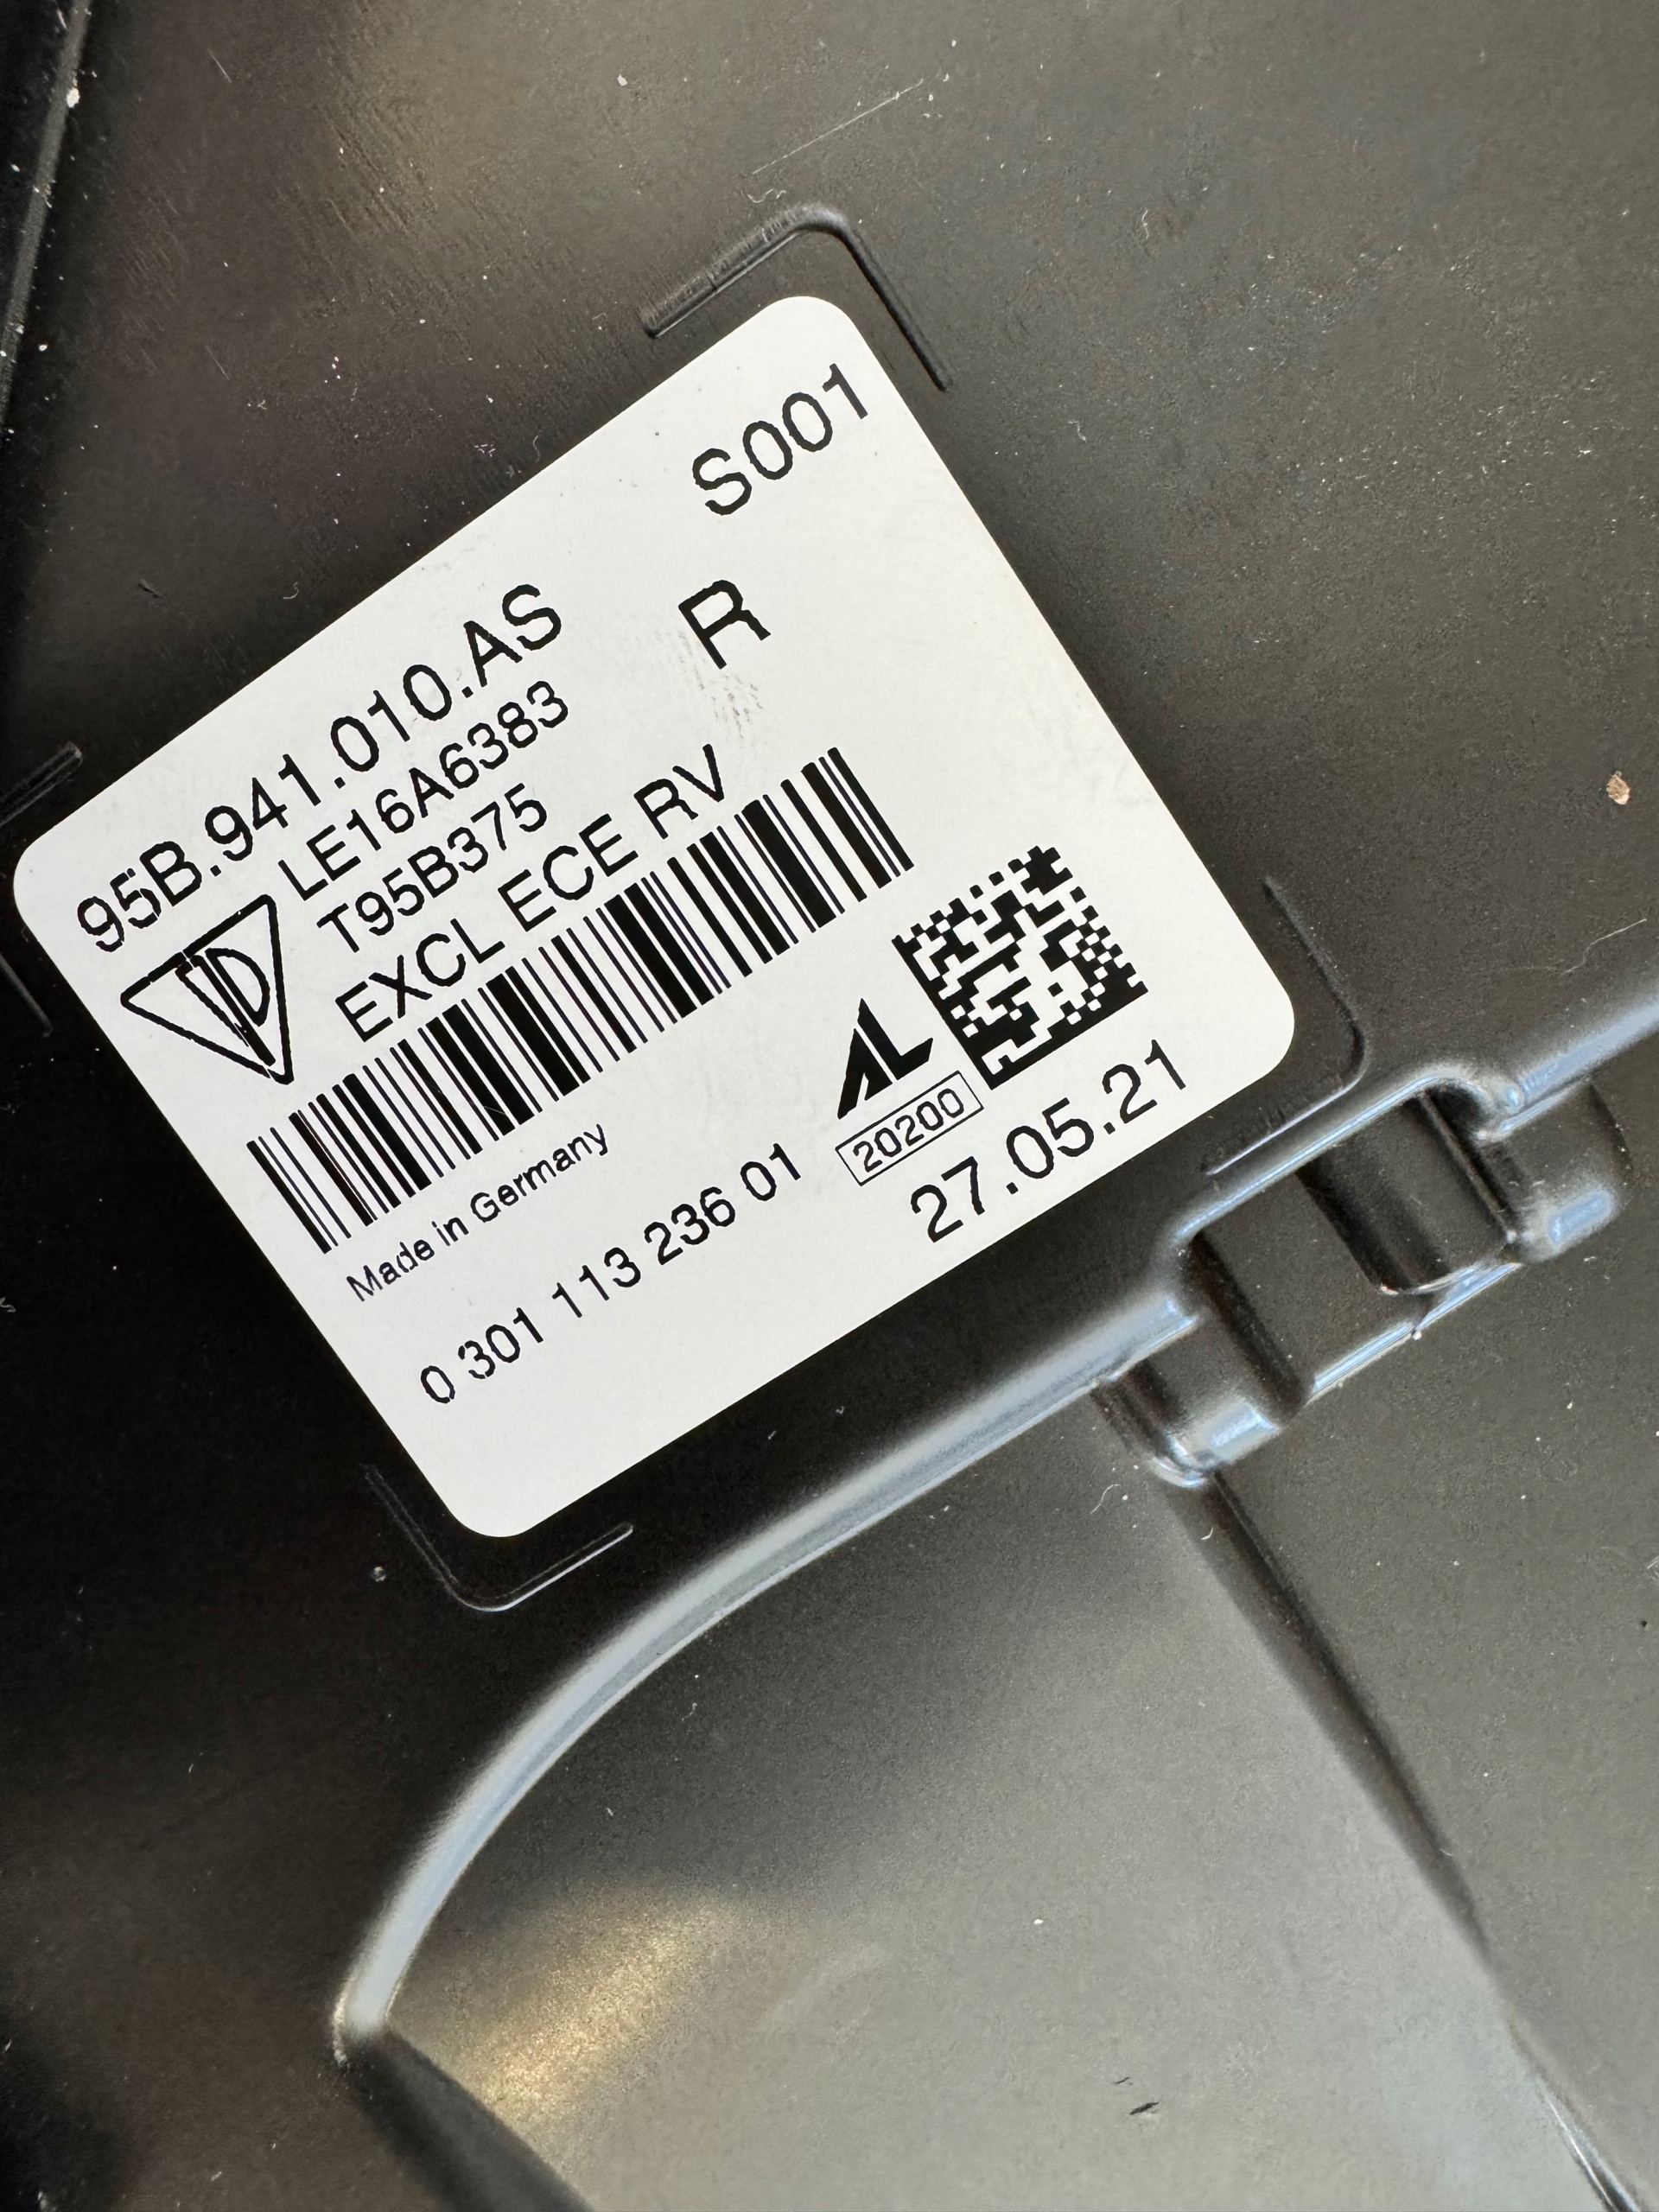 S001
95B.941.010.AS
LE16A6383 R
T95B375
EXCL ECE RV
Made in Germany
AL
20200
0 301 113 236 01
27.05.21